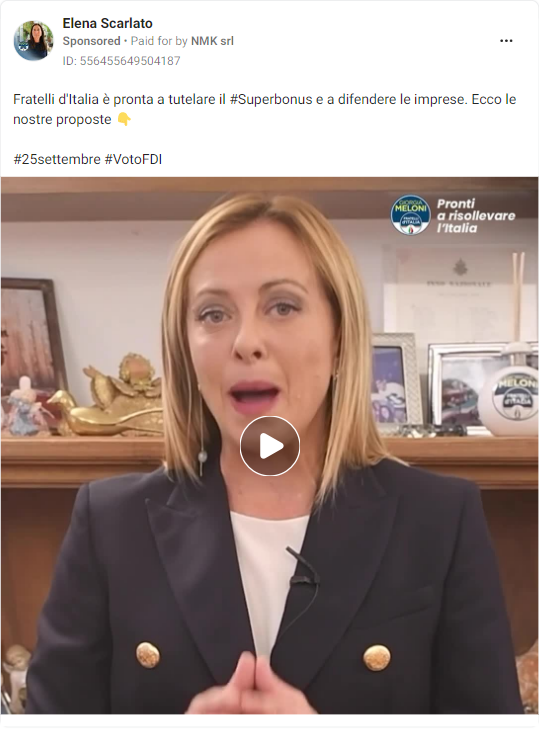 Elena Scarlato
Sponsored • Paid for by NMK srl
ID: 556455649504187
Fratelli d'Italia è pronta a tutelare il #Superbonus e a difendere le imprese. Ecco le
nostre proposte 👇
#25settembre #VotoFDI
GIORGIA
MELONI
FRATELLI
d'ITALIA
Pronti
a risollevare
l'Italia
MELONI